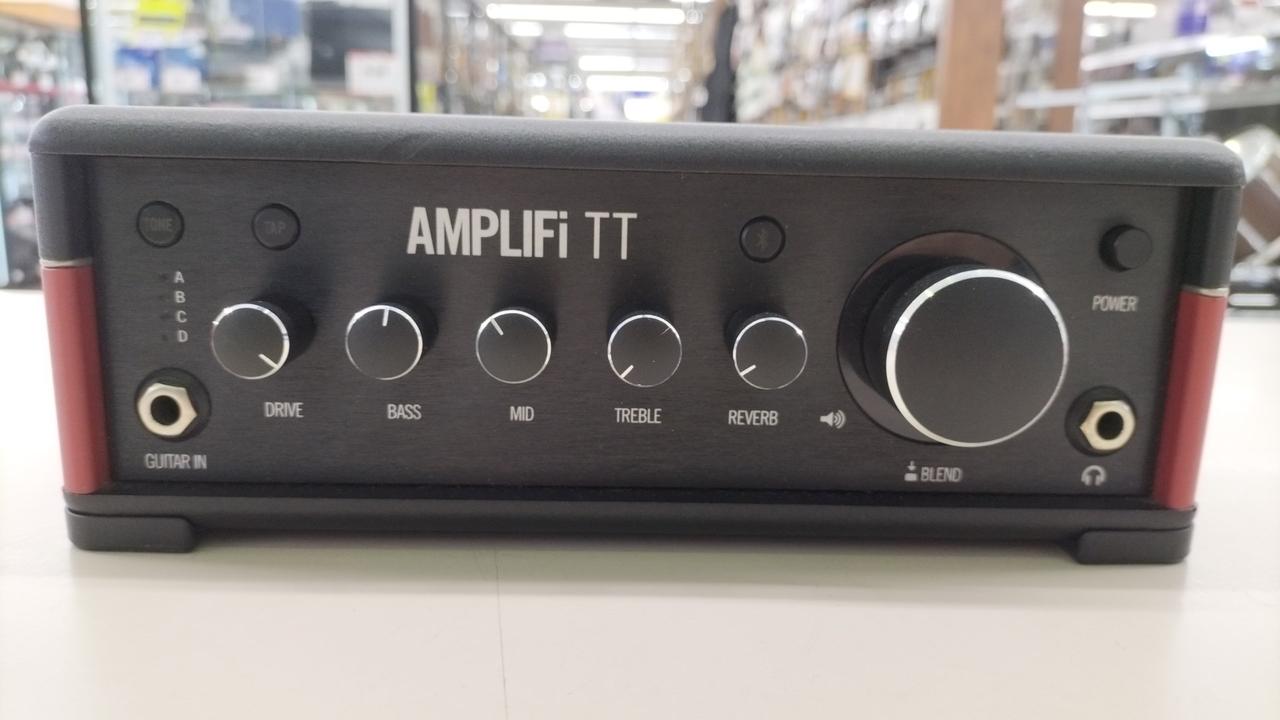 AMPLIFi TT
TONE
TAP
A
B
C
D
POWER
DRIVE
BASS
MID
TREBLE
REVERB
GUITAR IN
BLEND